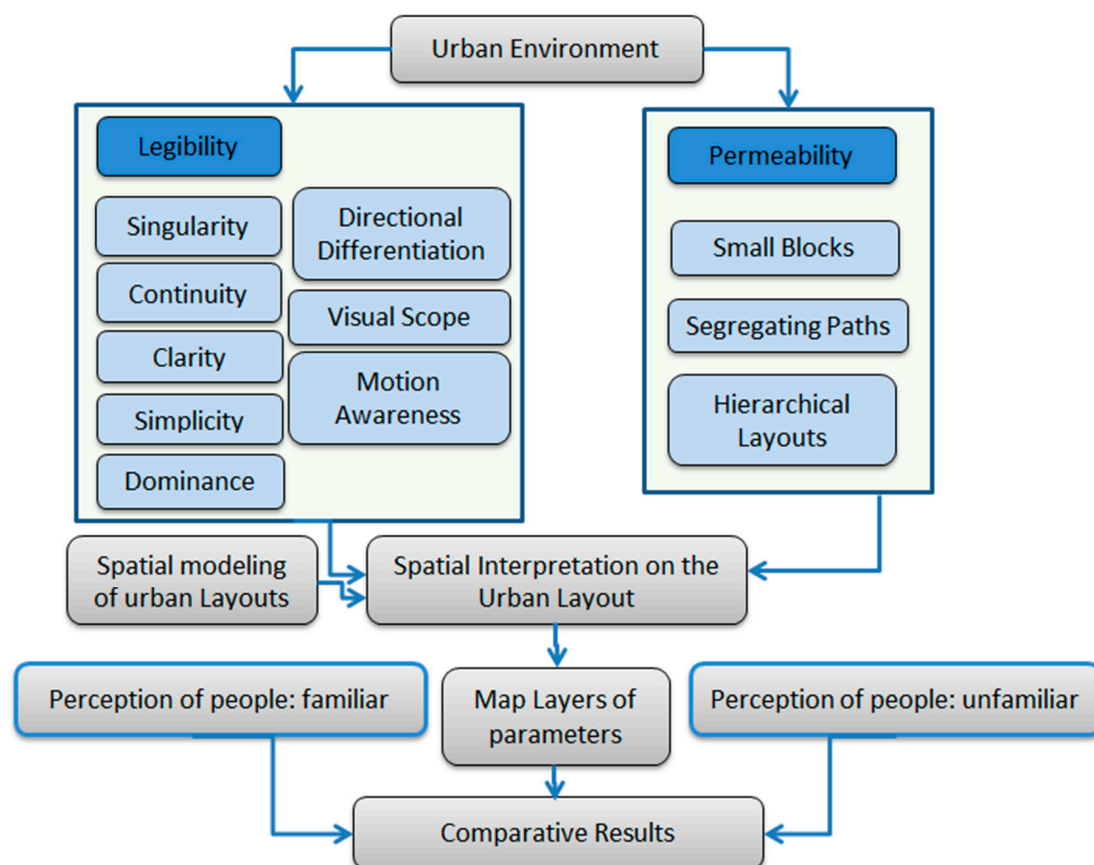 Urban Environment
Legibility
Singularity
Continuity
Clarity
Simplicity
Dominance
Directional
Differentiation
Visual Scope
Motion
Awareness
Permeability
Small Blocks
Segregating Paths
Hierarchical
Layouts
Spatial modeling
of urban Layouts
Spatial Interpretation on the
Urban Layout
Perception of people: familiar
Map Layers of
parameters
Perception of people: unfamiliar
Comparative Results